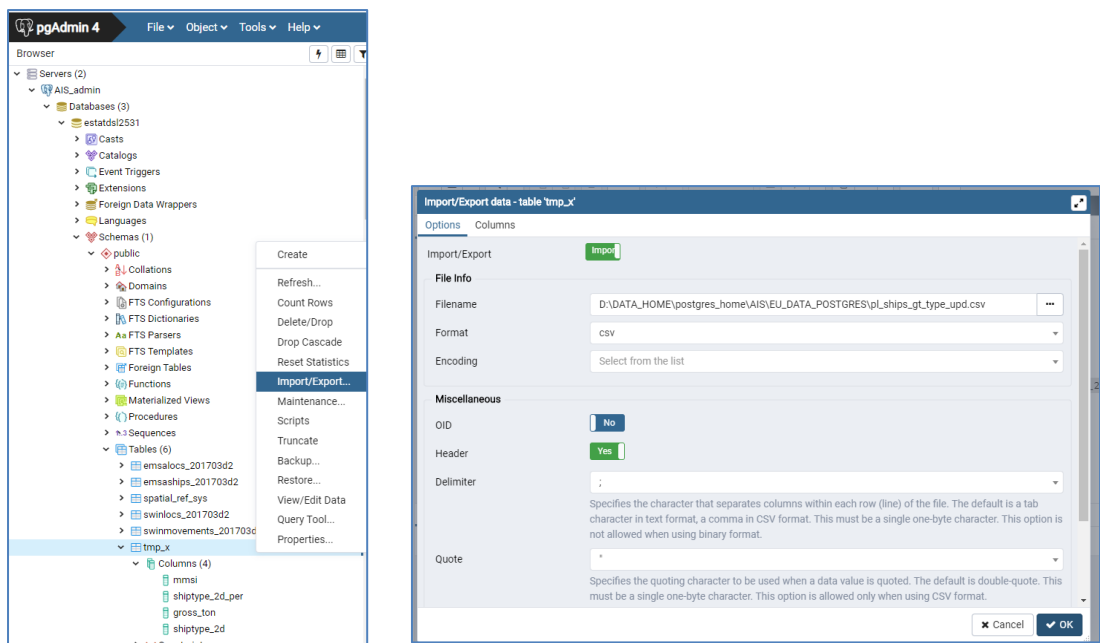 pgAdmin 4
File Object Tools Help
Browser
Servers (2)
AIS_admin
Databases (3)
estatdsl2531
Casts
Catalogs
Event Triggers
Extensions
Foreign Data Wrappers
Languages
Schemas (1)
public
Collations
Domains
FTS Configurations
FTS Dictionaries
Aa FTS Parsers
FTS Templates
Foreign Tables
Functions
Materialized Views
Procedures
1..3 Sequences
Tables (6)
emsalocs_201703d2
emsaships_201703d2
spatial_ref_sys
swinlocs_201703d2
swinmovements_201703d
tmp_x
Columns (4)
mmsi
shiptype_2d_per
gross_ton
shiptype_2d
Create
Refresh...
Count Rows
Delete/Drop
Drop Cascade
Reset Statistics
Import/Export...
Maintenance...
Scripts
Truncate
Backup...
Restore...
View/Edit Data
Query Tool...
Properties...
Import/Export data - table 'tmp_x'
Options Columns
Import/Export Impor
File Info
Filename D:\DATA_HOME\postgres_home\AIS\EU_DATA_POSTGRES\pl_ships_gt_type_upd.csv ...
Format csv
Encoding Select from the list
Miscellaneous
OID No
Header Yes
Delimiter ;
Specifies the character that separates columns within each row (line) of the file. The default is a tab
character in text format, a comma in CSV format. This must be a single one-byte character. This option is
not allowed when using binary format.
Quote "
Specifies the quoting character to be used when a data value is quoted. The default is double-quote. This
must be a single one-byte character. This option is allowed only when using CSV format.
Cancel OK